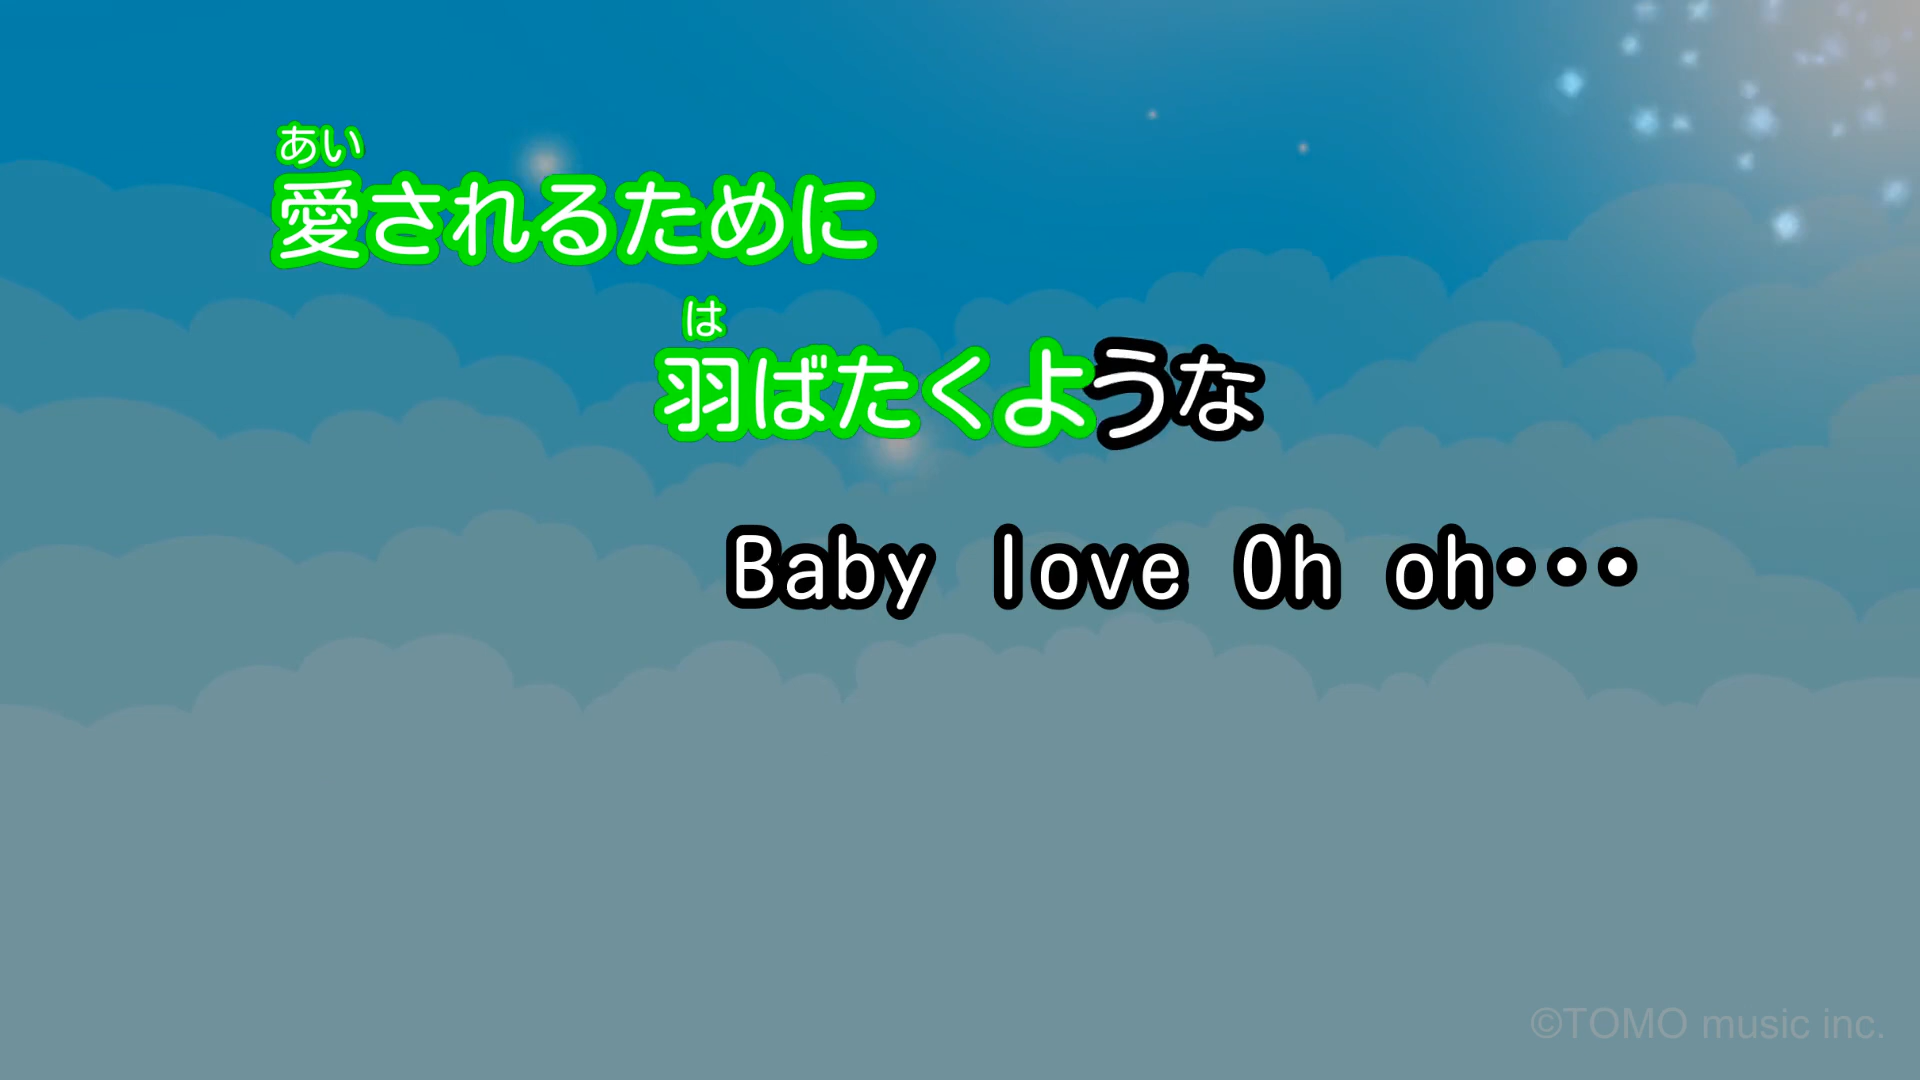 あい
愛されるために
は
羽ばたくような
Baby love Oh oh･･･
©TOMO music inc.